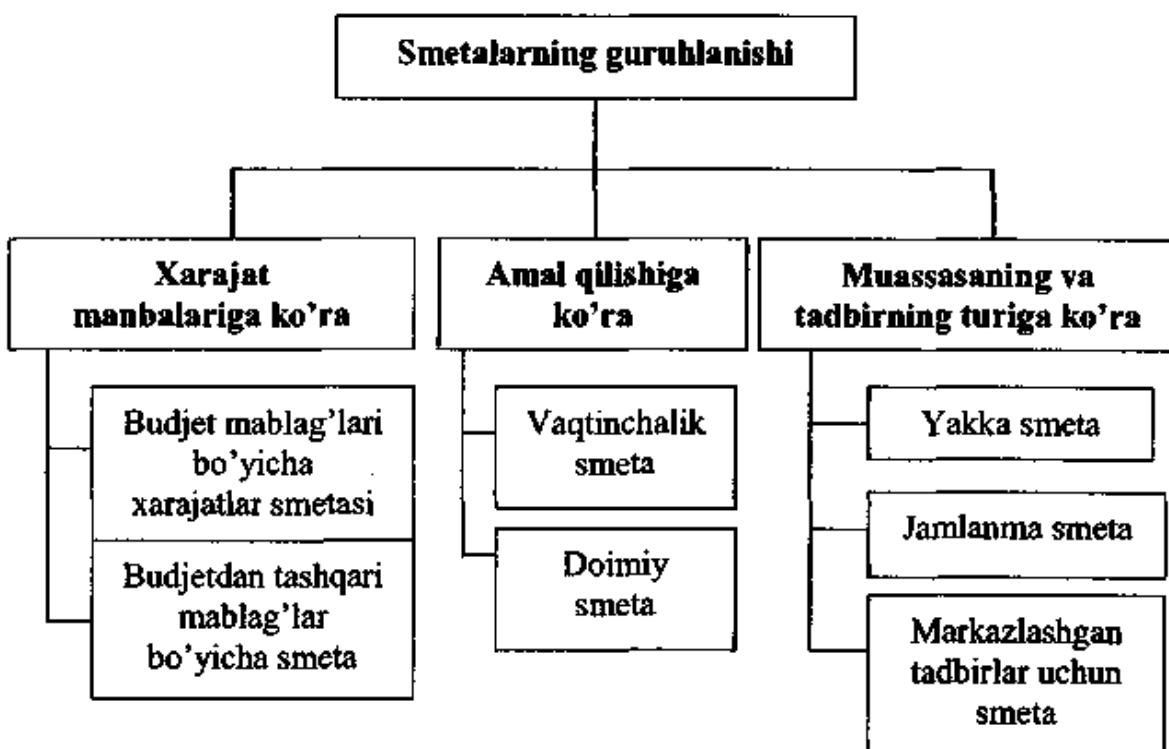 Smetalarning guruhlanishi
Xarajat
manbalariga ko'ra
Amal qilishiga
ko'ra
Muassasaning va
tadbirning turiga ko'ra
Budjet mablag'lari
bo'yicha
xarajatlar smetasi
Budjetdan tashqari
mablag'lar
bo'yicha smeta
Vaqtinchalik
smeta
Doimiy
smeta
Yakka smeta
Jamlanma smeta
Markazlashgan
tadbirlar uchun
smeta